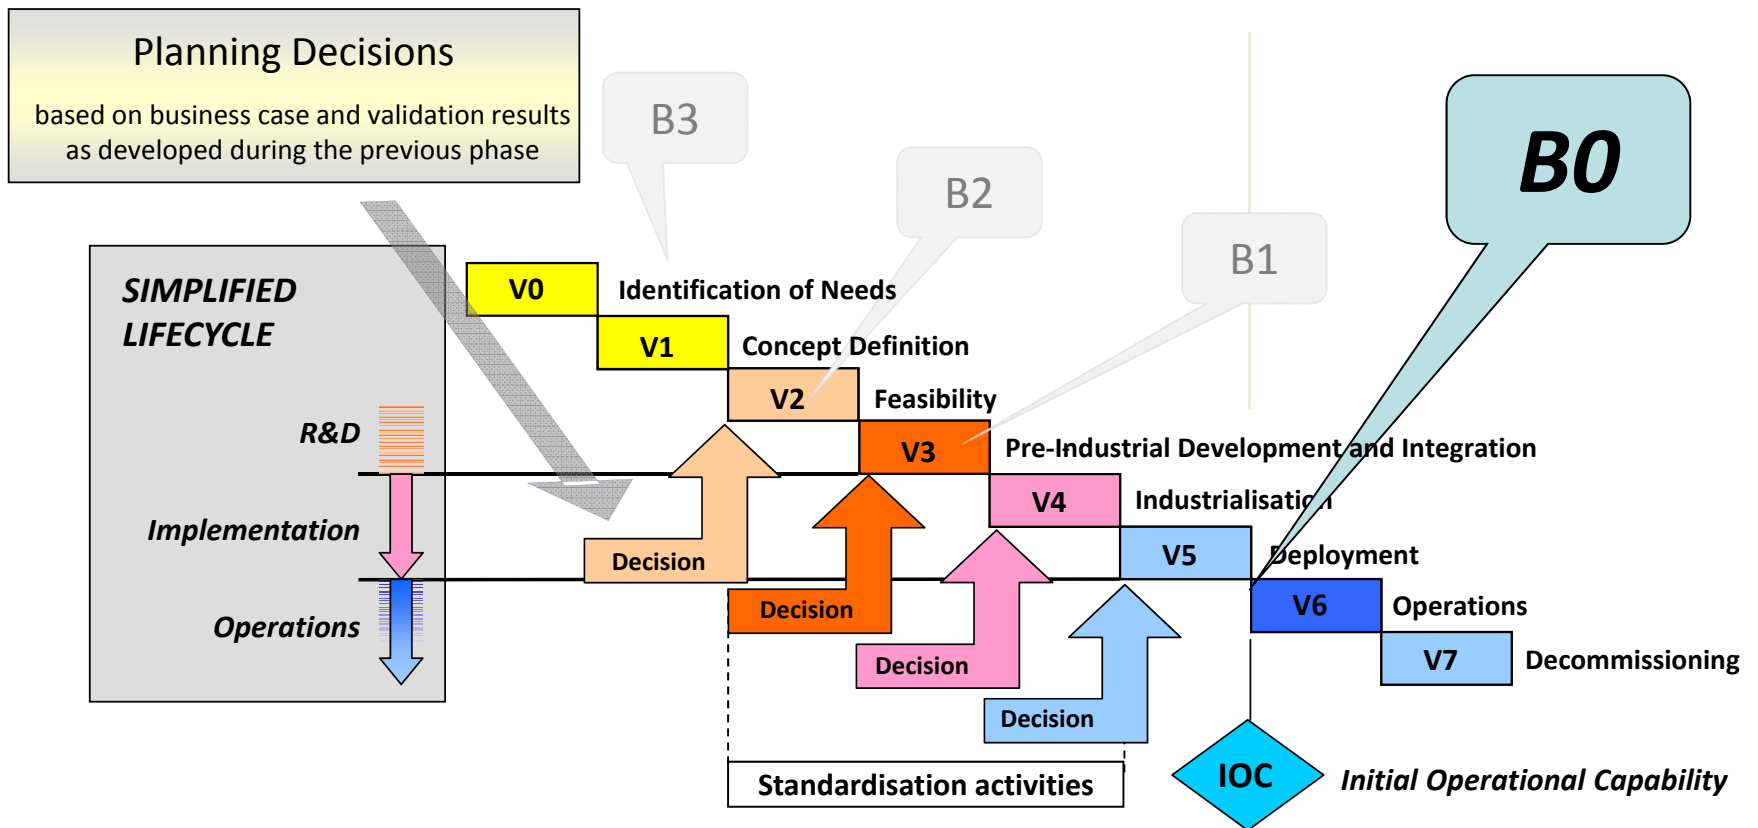 Planning Decisions
based on business case and validation results
as developed during the previous phase
B3
B2
B1
B0
SIMPLIFIED
LIFECYCLE
R&D
Implementation
Operations
V0 Identification of Needs
V1 Concept Definition
V2 Feasibility
V3 Pre-Industrial Development and Integration
V4 Industrialisation
V5 Deployment
V6 Operations
V7 Decommissioning
Decision
Decision
Decision
Decision
Standardisation activities
IOC Initial Operational Capability